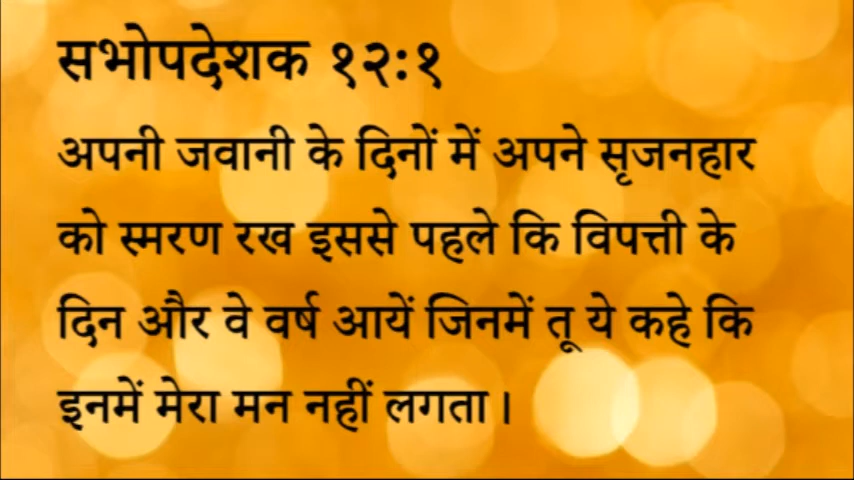 सभोपदेशक १२:१
अपनी जवानी के दिनों में अपने सृजनहार
को स्मरण रख इससे पहले कि विपत्ती के
दिन और वे वर्ष आयें जिनमें तू ये कहे कि
इनमें मेरा मन नहीं लगता।